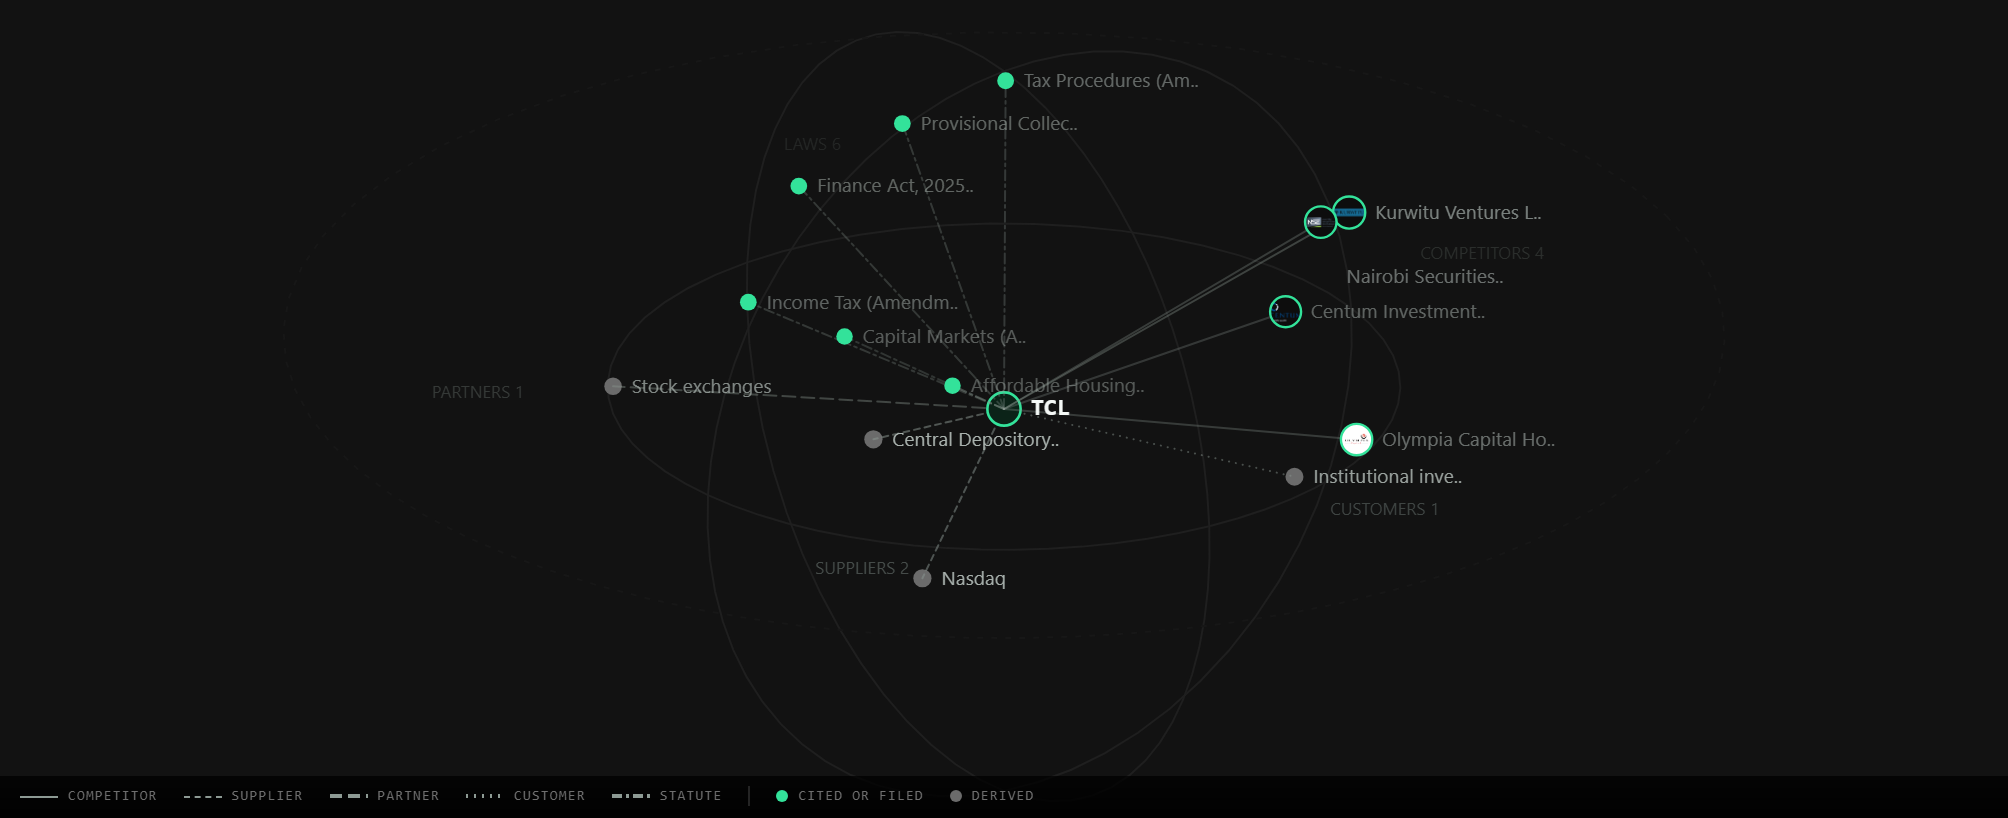 Tax Procedures (Am..
Provisional Collec..
LAWS 6
Finance Act, 2025..
Kurwitu Ventures L..
COMPETITORS 4
Nairobi Securities..
Income Tax (Amendm..
Centum Investment..
Capital Markets (A..
PARTNERS 1
Stock exchanges
Affordable Housing..
TCL
Central Depository..
Olympia Capital Ho..
Institutional inve..
CUSTOMERS 1
SUPPLIERS 2
Nasdaq
COMPETITOR SUPPLIER PARTNER CUSTOMER STATUTE CITED OR FILED DERIVED